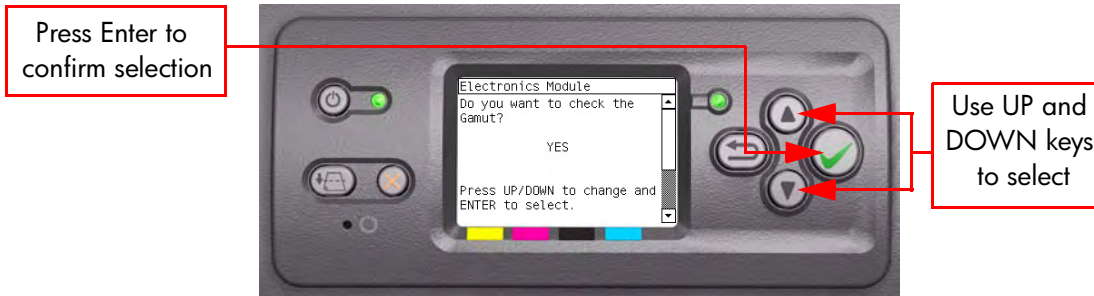 Press Enter to
confirm selection
Electronics Module
Do you want to check the
Gamut?
YES
Press UP/DOWN to change and
ENTER to select.
Use UP and
DOWN keys
to select